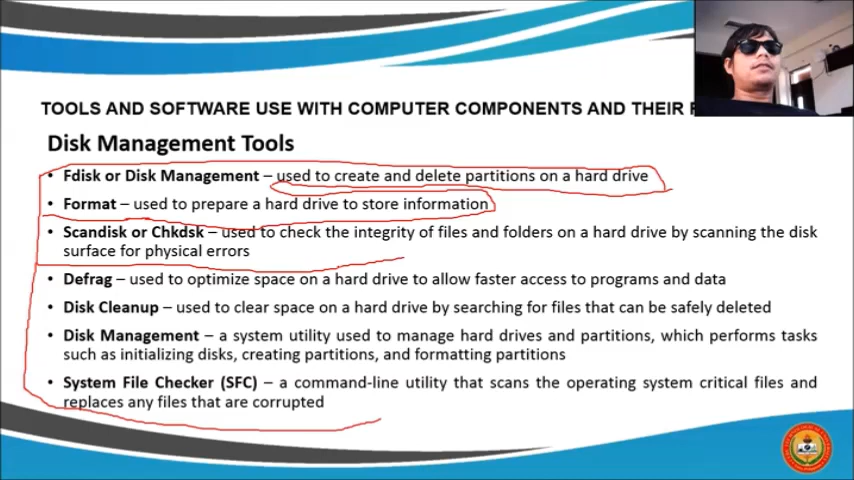 TOOLS AND SOFTWARE USE WITH COMPUTER COMPONENTS AND THEIR
Disk Management Tools
• Fdisk or Disk Management – used to create and delete partitions on a hard drive
• Format – used to prepare a hard drive to store information
• Scandisk or Chkdsk – used to check the integrity of files and folders on a hard drive by scanning the disk
surface for physical errors
• Defrag – used to optimize space on a hard drive to allow faster access to programs and data
• Disk Cleanup – used to clear space on a hard drive by searching for files that can be safely deleted
• Disk Management – a system utility used to manage hard drives and partitions, which performs tasks
such as initializing disks, creating partitions, and formatting partitions
• System File Checker (SFC) – a command-line utility that scans the operating system critical files and
replaces any files that are corrupted